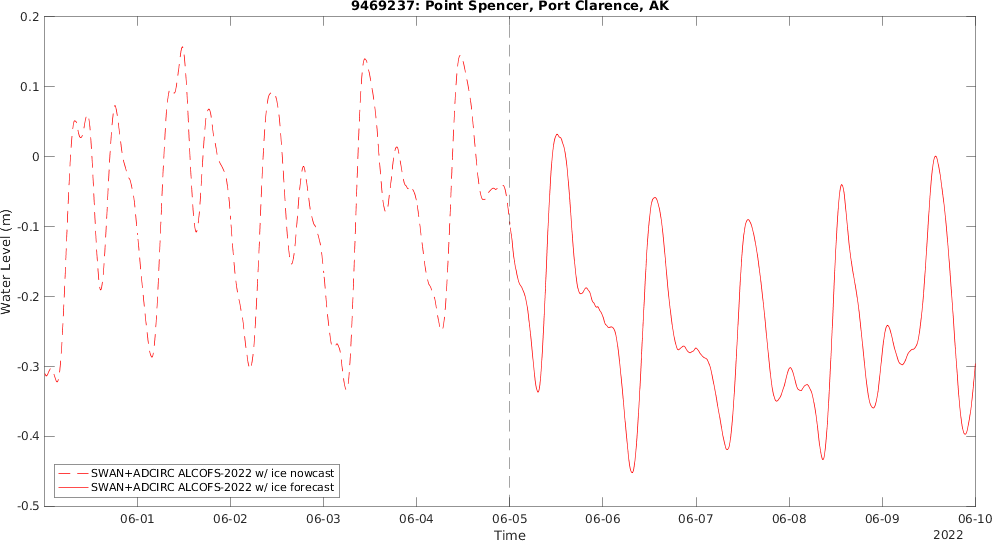 9469237: Point Spencer, Port Clarence, AK
0.2
0.1
0
-0.1
-0.2
-0.3
-0.4
-0.5
Water Level (m)
SWAN+ADCIRC ALCOFS-2022 w/ ice nowcast
SWAN+ADCIRC ALCOFS-2022 w/ ice forecast
06-01 06-02 06-03 06-04 06-05 06-06 06-07 06-08 06-09 06-10
Time
2022